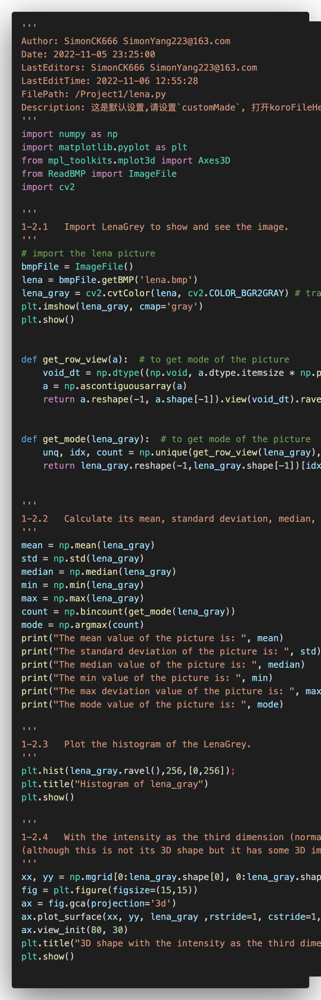 '''
Author: SimonCK666 SimonYang223@163.com
Date: 2022-11-05 23:25:00
LastEditors: SimonCK666 SimonYang223@163.com
LastEditTime: 2022-11-06 12:55:28
FilePath: /Project1/lena.py
Description: 这是默认设置,请设置`customMade`, 打开koroFileHe
'''
import numpy as np
import matplotlib.pyplot as plt
from mpl_toolkits.mplot3d import Axes3D
from ReadBMP import ImageFile
import cv2
'''
1-2.1   Import LenaGrey to show and see the image.
'''
# import the lena picture
bmpFile = ImageFile()
lena = bmpFile.getBMP('lena.bmp')
lena_gray = cv2.cvtColor(lena, cv2.COLOR_BGR2GRAY) # tra
plt.imshow(lena_gray, cmap='gray')
plt.show()
def get_row_view(a):  # to get mode of the picture
    void_dt = np.dtype((np.void, a.dtype.itemsize * np.p
    a = np.ascontiguousarray(a)
    return a.reshape(-1, a.shape[-1]).view(void_dt).rave
def get_mode(lena_gray):  # to get mode of the picture
    unq, idx, count = np.unique(get_row_view(lena_gray),
    return lena_gray.reshape(-1,lena_gray.shape[-1])[idx
'''
1-2.2   Calculate its mean, standard deviation, median,
'''
mean = np.mean(lena_gray)
std = np.std(lena_gray)
median = np.median(lena_gray)
min = np.min(lena_gray)
max = np.max(lena_gray)
count = np.bincount(get_mode(lena_gray))
mode = np.argmax(count)
print("The mean value of the picture is: ", mean)
print("The standard deviation of the picture is: ", std)
print("The median value of the picture is: ", median)
print("The min value of the picture is: ", min)
print("The max deviation value of the picture is: ", max
print("The mode value of the picture is: ", mode)
'''
1-2.3   Plot the histogram of the LenaGrey.
'''
plt.hist(lena_gray.ravel(),256,[0,256]);
plt.title("Histogram of lena_gray")
plt.show()
'''
1-2.4   With the intensity as the third dimension (norma
(although this is not its 3D shape but it has some 3D im
'''
xx, yy = np.mgrid[0:lena_gray.shape[0], 0:lena_gray.shap
fig = plt.figure(figsize=(15,15))
ax = fig.gca(projection='3d')
ax.plot_surface(xx, yy, lena_gray ,rstride=1, cstride=1,
ax.view_init(80, 30)
plt.title("3D shape with the intensity as the third dime
plt.show()